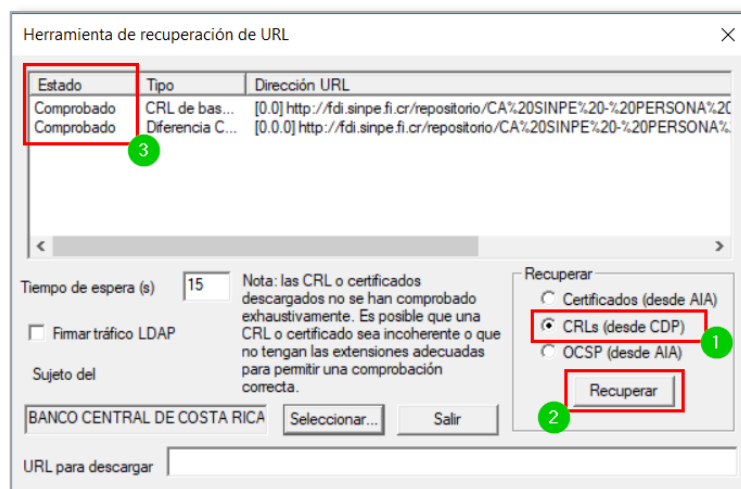 Herramienta de recuperación de URL
Estado Tipo Dirección URL
Comprobado CRL de bas... [0.0] http://fdi.sinpe.fi.cr/repositorio/CA%20SINPE%20-%20PERSONA%20
Comprobado Diferencia C... [0.0.0] http://fdi.sinpe.fi.cr/repositorio/CA%20SINPE%20-%20PERSONA%
3
Tiempo de espera (s) 15
Nota: las CRL o certificados
descargados no se han comprobado
exhaustivamente. Es posible que una
CRL o certificado sea incoherente o que
no tengan las extensiones adecuadas
para permitir una comprobación
correcta.
Firmar tráfico LDAP
Sujeto del
BANCO CENTRAL DE COSTA RICA Seleccionar... Salir
Recuperar
Certificados (desde AIA)
CRLs (desde CDP)
1
OCSP (desde AIA)
Recuperar
2
URL para descargar